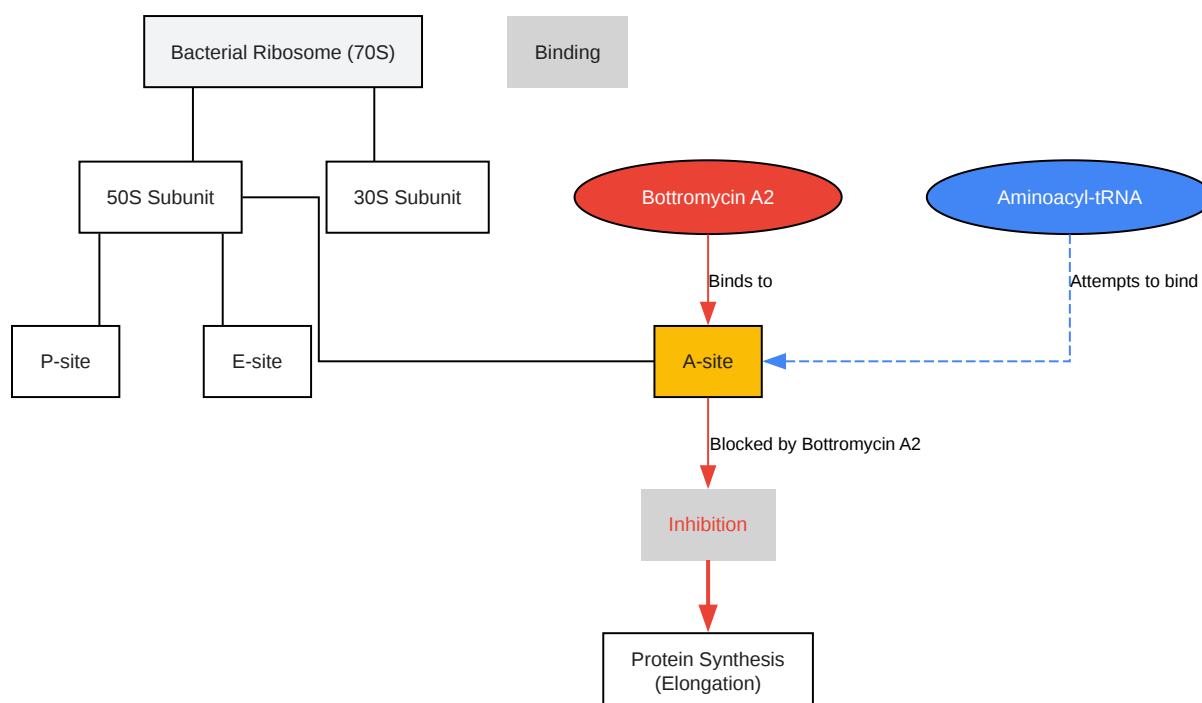 Bacterial Ribosome (70S)
Binding
50S Subunit
30S Subunit
Bottromycin A2
Aminoacyl-tRNA
Binds to
Attempts to bind
P-site
E-site
A-site
Blocked by Bottromycin A2
Inhibition
Protein Synthesis
(Elongation)